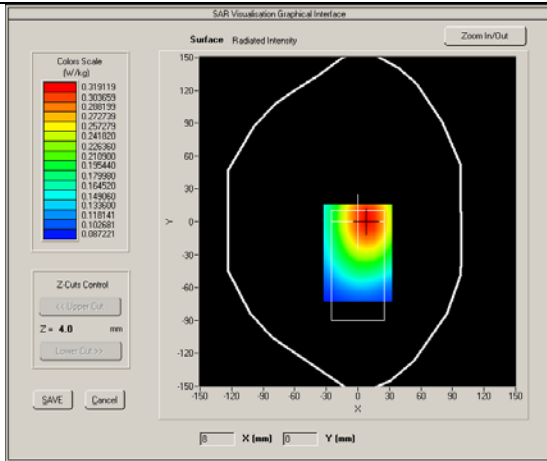 SAR Visualisation Graphical Interface
Surface Radiated Intensity
Zoom In/Out
Colors Scale
(W/kg)
0.319119
0.303659
0.288199
0.272739
0.257279
0.241820
0.226360
0.210900
0.195440
0.179980
0.164520
0.149060
0.133600
0.118141
0.102681
0.087221
Z-Cuts Control
<< Upper Cut
Z = 4.0 mm
Lower Cut >>
SAVE Cancel
150
120
90
60
30
0
-30
-60
-90
-120
-150
Y
-150 -120 -90 -60 -30 0 30 60 90 120 150
X
8 X (mm) 0 Y (mm)